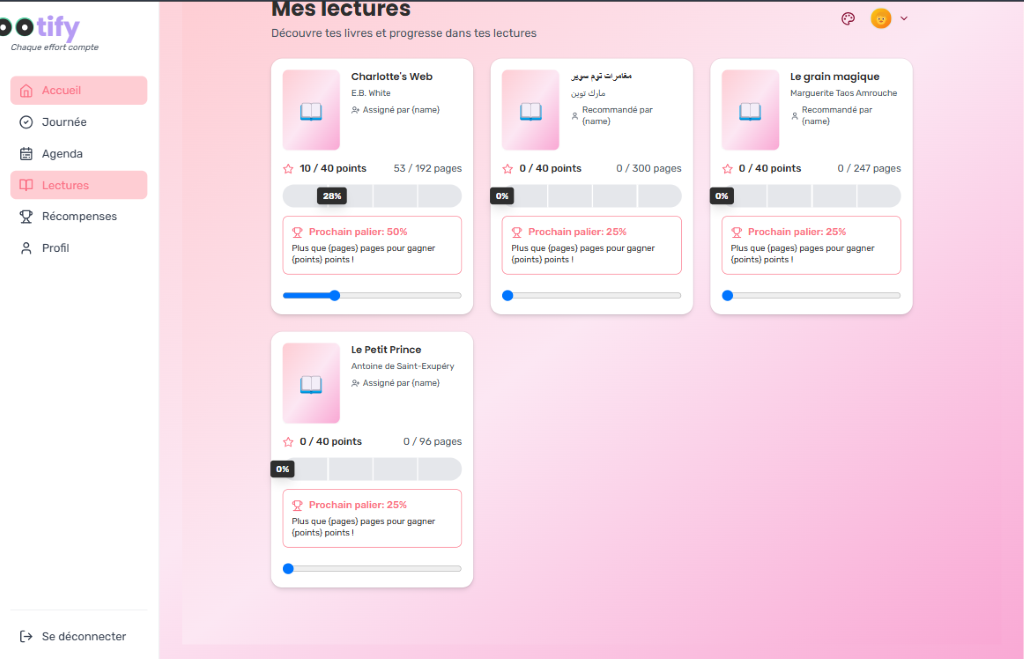 ootify
Chaque effort compte
Accueil
Journée
Agenda
Lectures
Récompenses
Profil
Se déconnecter
Mes lectures
Découvre tes livres et progresse dans tes lectures
Charlotte's Web
E.B. White
Assigné par {name}
10 / 40 points
53 / 192 pages
28%
Prochain palier: 50%
Plus que {pages} pages pour gagner
{points} points !
مغامرات توم سوير
مارك توين
Recommandé par
{name}
0 / 40 points
0 / 300 pages
0%
Prochain palier: 25%
Plus que {pages} pages pour gagner
{points} points !
Le grain magique
Marguerite Taos Amrouche
Recommandé par
{name}
0 / 40 points
0 / 247 pages
0%
Prochain palier: 25%
Plus que {pages} pages pour gagner
{points} points !
Le Petit Prince
Antoine de Saint-Exupéry
Assigné par {name}
0 / 40 points
0 / 96 pages
0%
Prochain palier: 25%
Plus que {pages} pages pour gagner
{points} points !